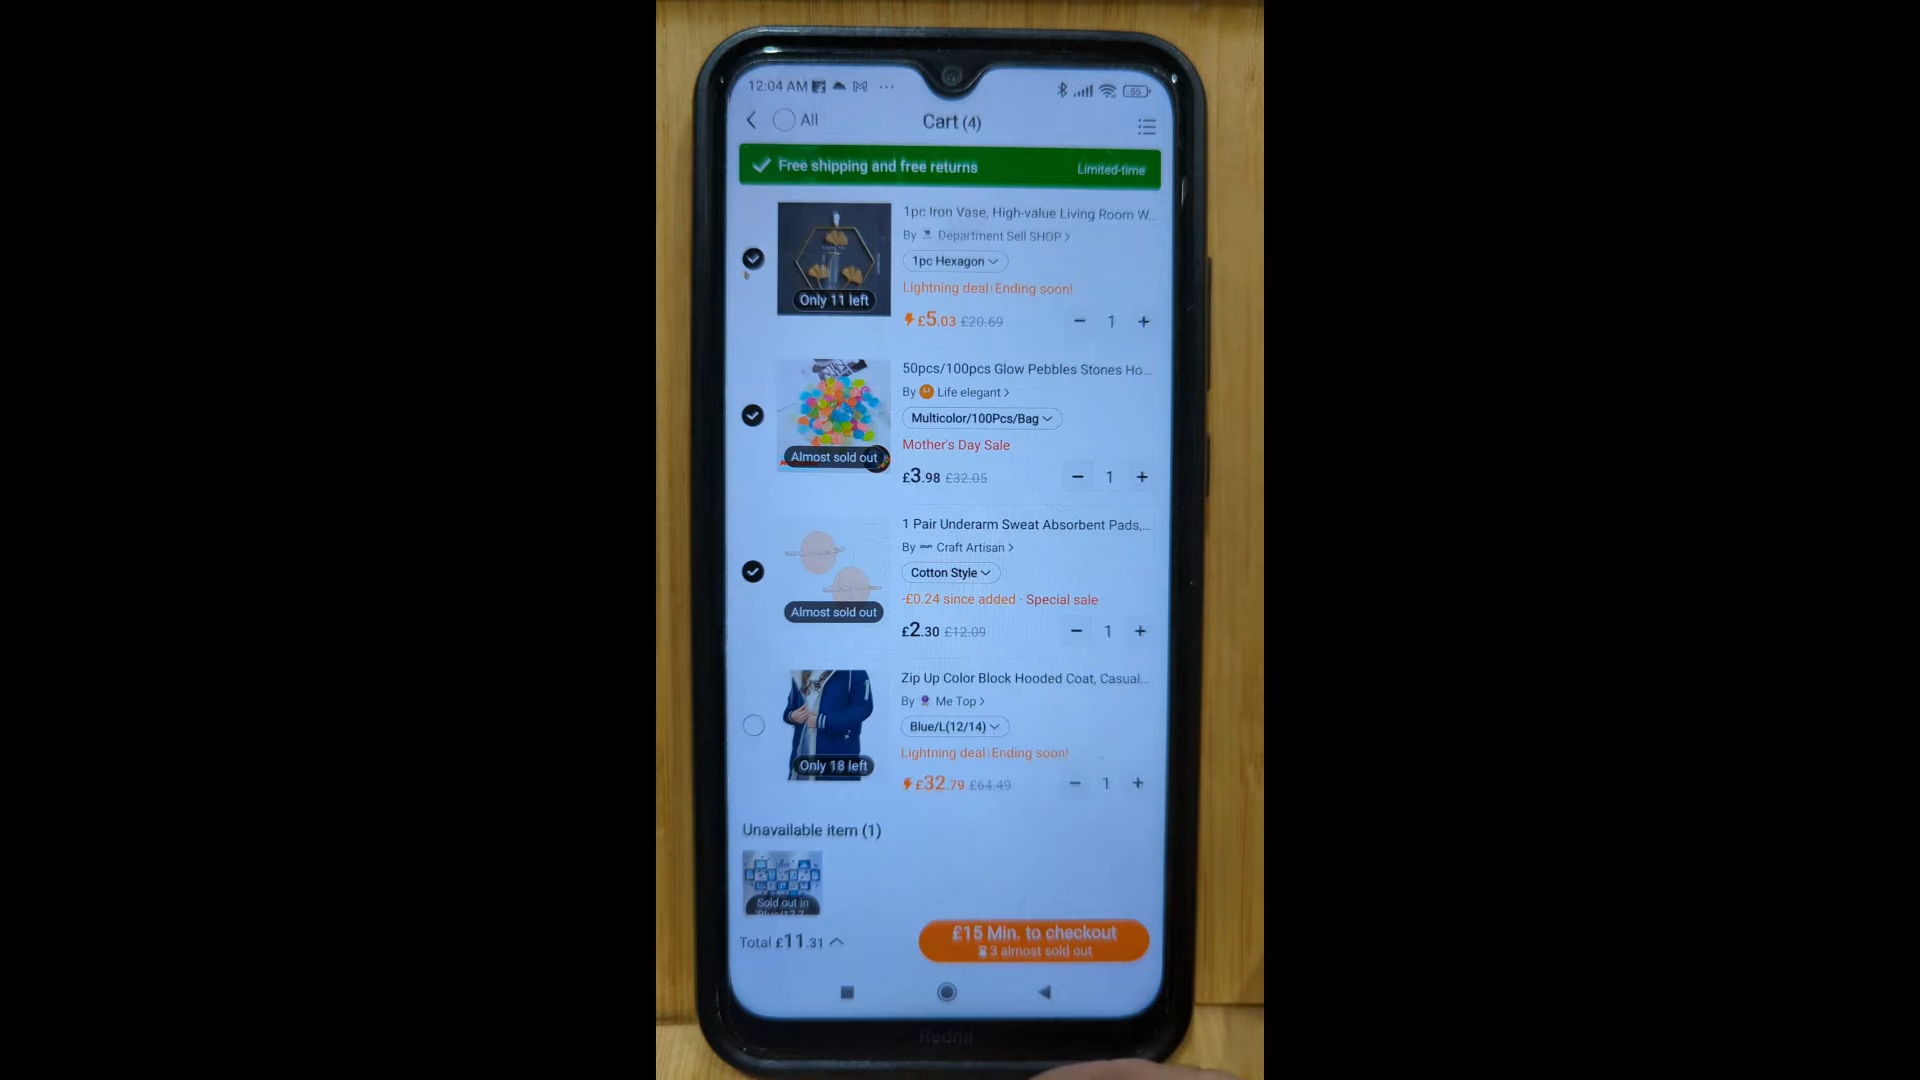 12:04 AM
55
All
Cart (4)
Free shipping and free returns
Limited-time
1pc Iron Vase, High-value Living Room W...
By Department Sell SHOP
1pc Hexagon
Only 11 left
Lightning deal Ending soon!
£5.03 £20.69
1
50pcs/100pcs Glow Pebbles Stones Ho...
By Life elegant
Multicolor/100Pcs/Bag
Mother's Day Sale
Almost sold out
£3.98 £32.05
1
1 Pair Underarm Sweat Absorbent Pads,...
By Craft Artisan
Cotton Style
-£0.24 since added · Special sale
Almost sold out
£2.30 £12.09
1
Zip Up Color Block Hooded Coat, Casual...
By Me Top
Blue/L(12/14)
Lightning deal Ending soon!
Only 18 left
£32.79 £64.49
1
Unavailable item (1)
Love
Sold out in
Total £11.31
£15 Min. to checkout
3 almost sold out
Redmi